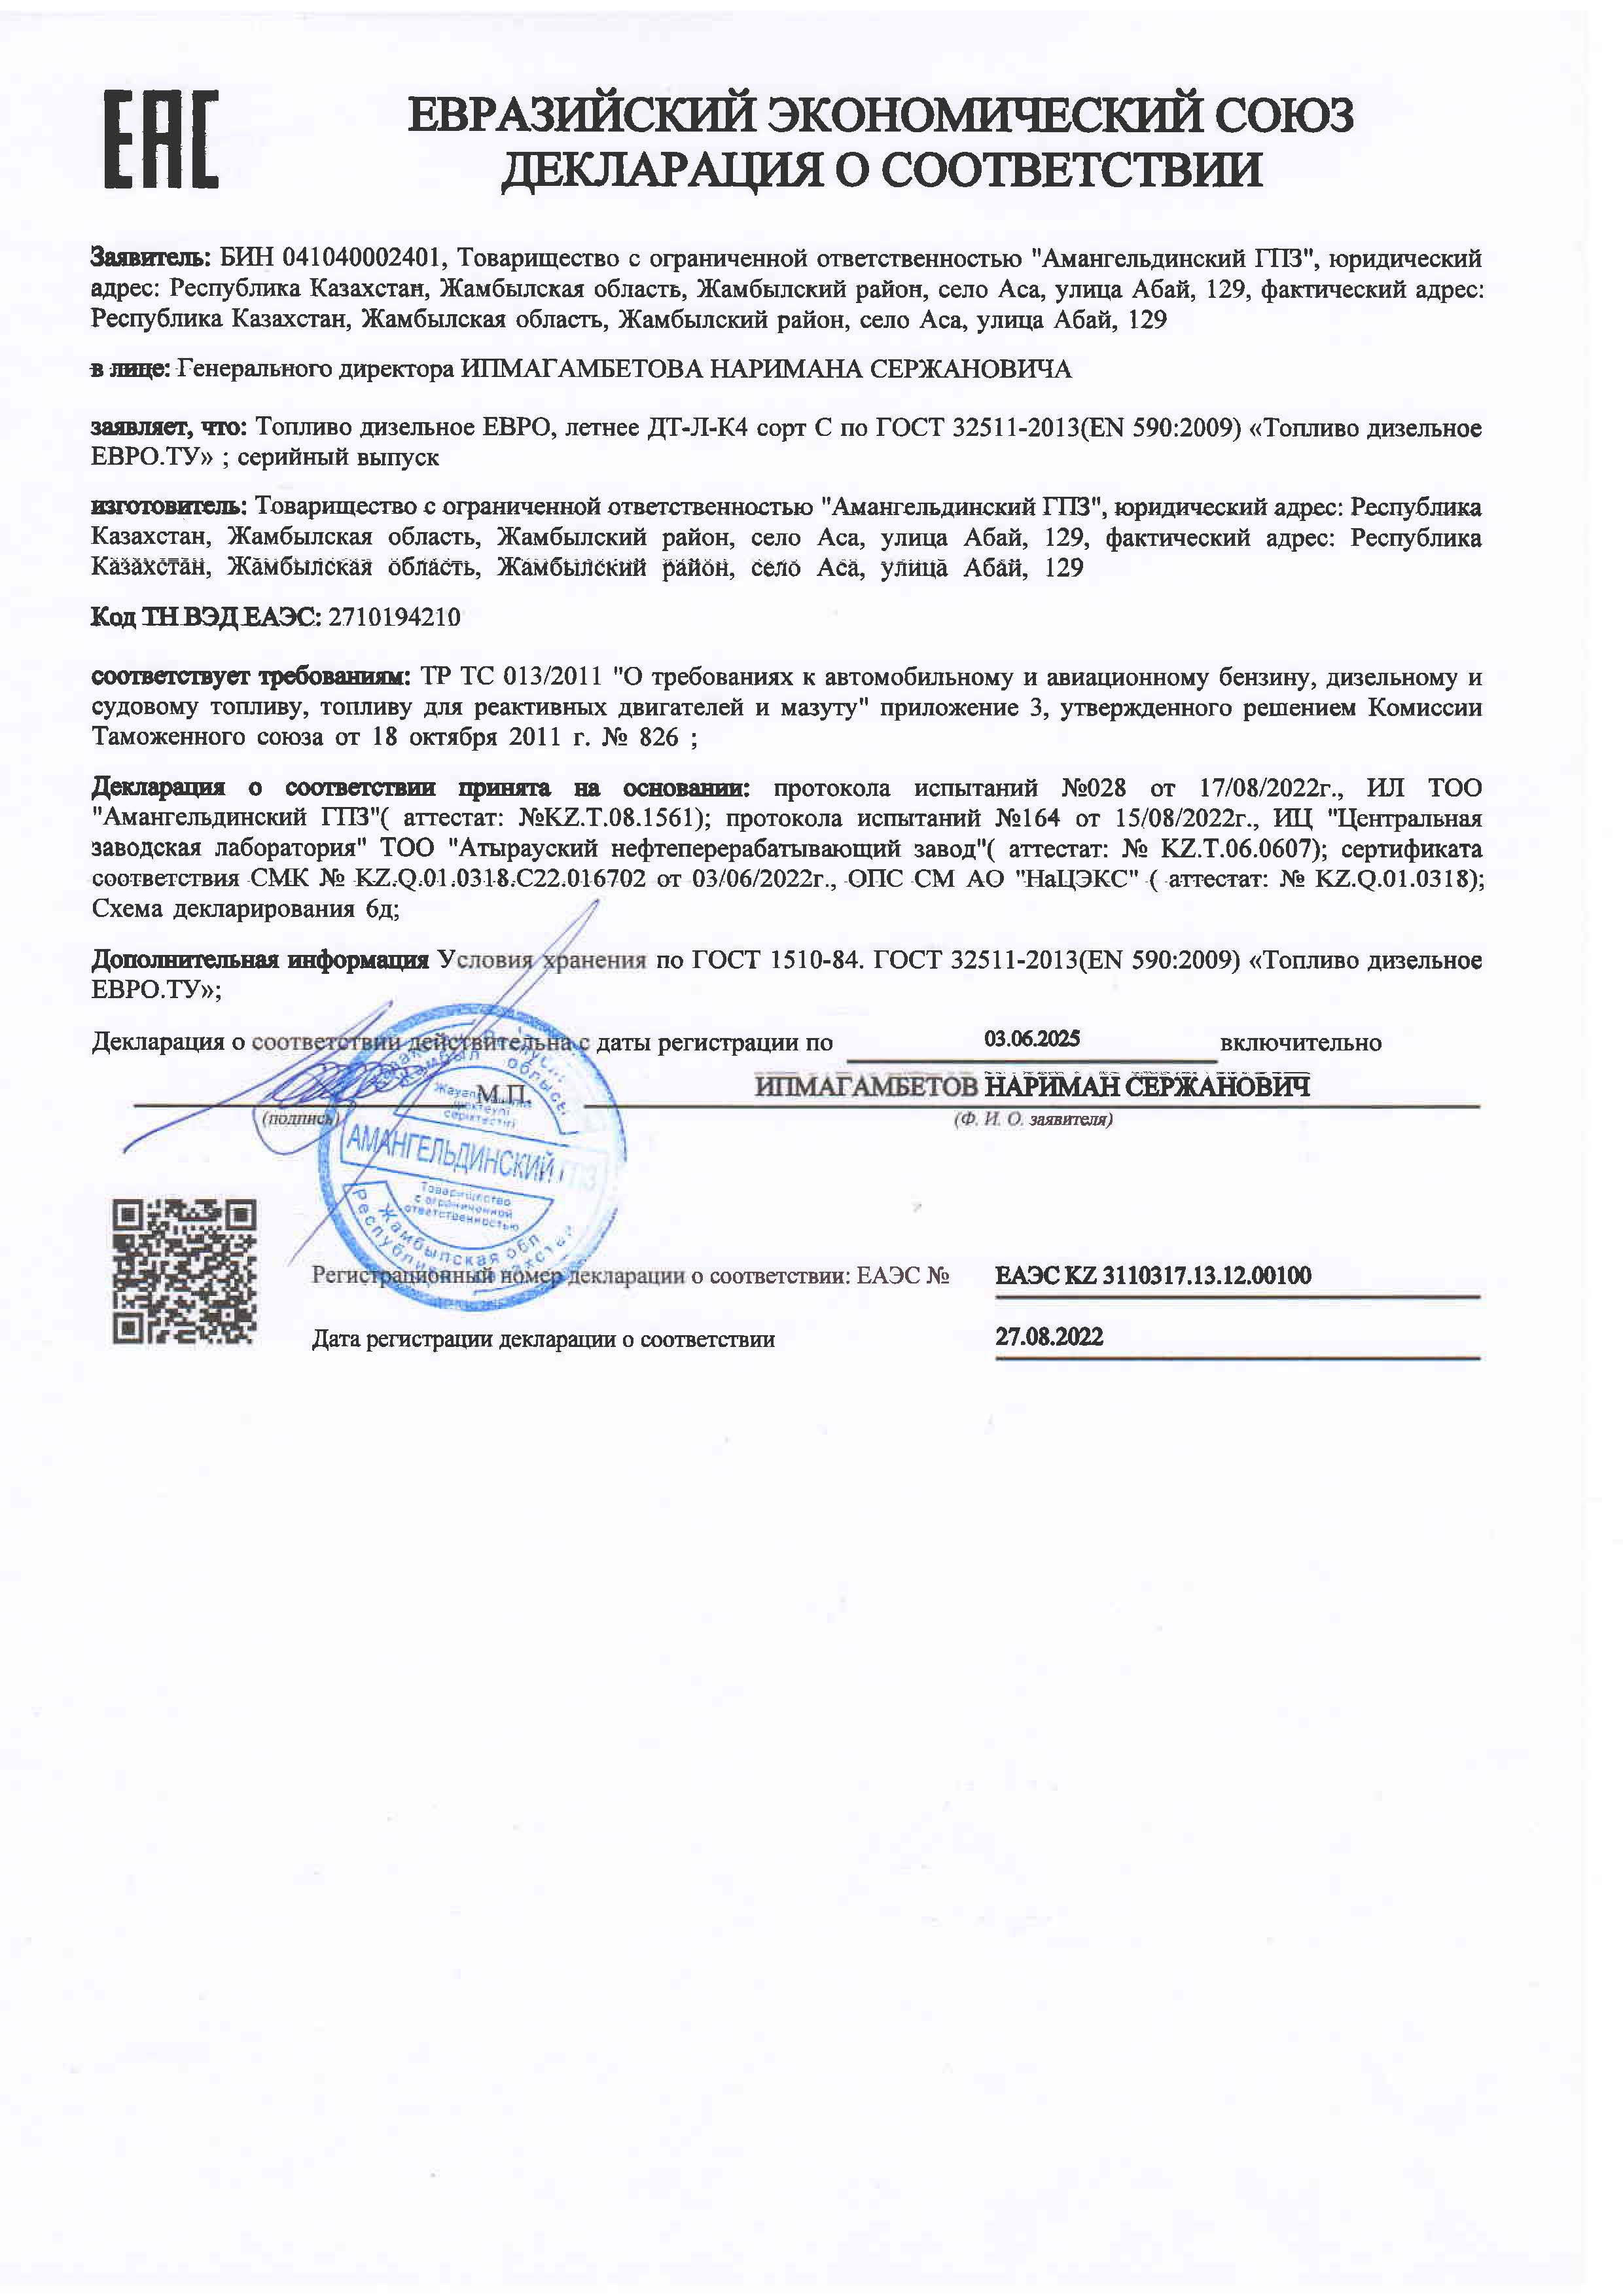 ЕАС
ЕВРАЗИЙСКИЙ ЭКОНОМИЧЕСКИЙ СОЮЗ
ДЕКЛАРАЦИЯ О СООТВЕТСТВИИ
Заявитель: БИН 041040002401, Товарищество с ограниченной ответственностью "Амангельдинский ГПЗ", юридический
адрес: Республика Казахстан, Жамбылская область, Жамбылский район, село Аса, улица Абай, 129, фактический адрес:
Республика Казахстан, Жамбылская область, Жамбылский район, село Аса, улица Абай, 129
в лице: Генерального директора ИПМАГАМБЕТОВА НАРИМАНА СЕРЖАНОВИЧА
заявляет, что: Топливо дизельное ЕВРО, летнее ДТ-Л-К4 сорт С по ГОСТ 32511-2013(EN 590:2009) «Топливо дизельное
ЕВРО.ТУ» ; серийный выпуск
изготовитель: Товарищество с ограниченной ответственностью "Амангельдинский ГПЗ", юридический адрес: Республика
Казахстан, Жамбылская область, Жамбылский район, село Аса, улица Абай, 129, фактический адрес: Республика
Казахстан, Жамбылская область, Жамбылский район, село Аса, улица Абай, 129
Код ТН ВЭД ЕАЭС: 2710194210
соответствует требованиям: ТР ТС 013/2011 "О требованиях к автомобильному и авиационному бензину, дизельному и
судовому топливу, топливу для реактивных двигателей и мазуту" приложение 3, утвержденного решением Комиссии
Таможенного союза от 18 октября 2011 г. № 826 ;
Декларация о соответствии принята на основании: протокола испытаний №028 от 17/08/2022г., ИЛ ТОО
"Амангельдинский ГПЗ"( аттестат: №KZ.T.08.1561); протокола испытаний №164 от 15/08/2022г., ИЦ "Центральная
заводская лаборатория" ТОО "Атырауский нефтеперерабатывающий завод"( аттестат: № KZ.T.06.0607); сертификата
соответствия СМК № KZ.Q.01.0318.C22.016702 от 03/06/2022г., ОПС СМ АО "НаЦЭКС" ( аттестат: № KZ.Q.01.0318);
Схема декларирования 6д;
Дополнительная информация Условия хранения по ГОСТ 1510-84. ГОСТ 32511-2013(EN 590:2009) «Топливо дизельное
ЕВРО.ТУ»;
Декларация о соответствии действительна с даты регистрации по 03.06.2025 включительно
М.П. ИПМАГАМБЕТОВ НАРИМАН СЕРЖАНОВИЧ
(подпись) (Ф. И. О. заявителя)
Жамбыл облысы
серіктестігі
АМАНГЕЛЬДИНСКИЙ ГПЗ
Товарищество
с ограниченной
ответственностью
Жамбылская обл
Регистрационный номер декларации о соответствии: ЕАЭС № ЕАЭС KZ 3110317.13.12.00100
Дата регистрации декларации о соответствии 27.08.2022